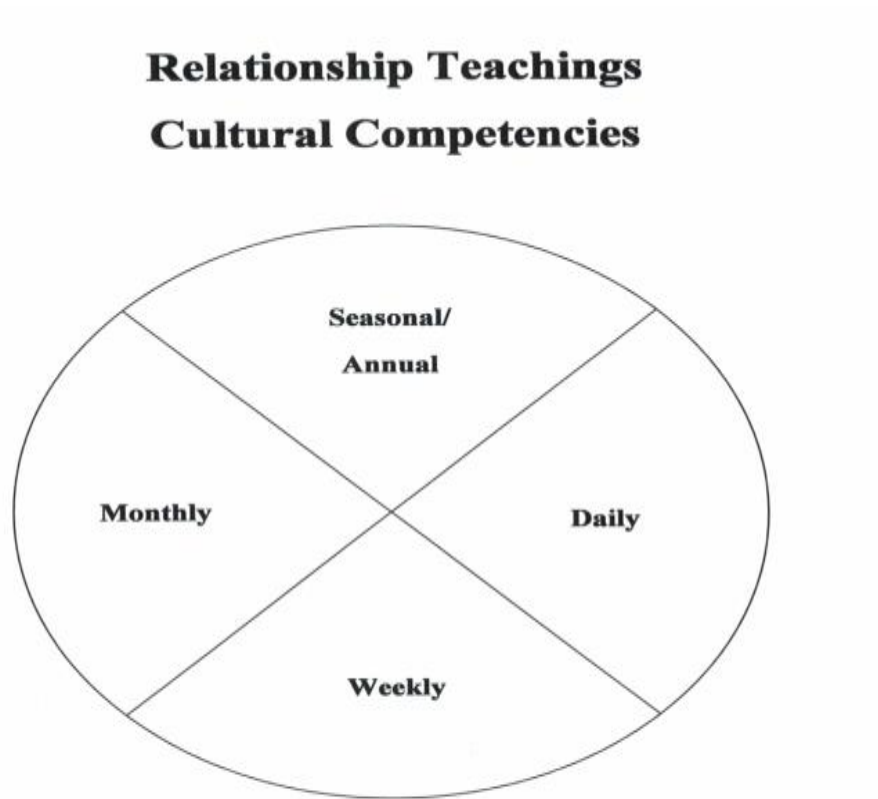 Relationship Teachings
Cultural Competencies
Seasonal/
Annual
Monthly
Daily
Weekly